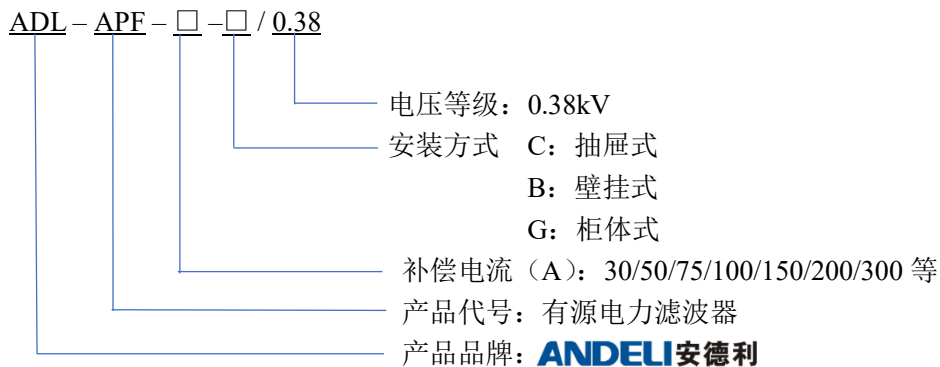 ADL – APF – □ –□ / 0.38
电压等级：0.38kV
安装方式 C：抽屉式
B：壁挂式
G：柜体式
补偿电流（A）：30/50/75/100/150/200/300 等
产品代号：有源电力滤波器
产品品牌：ANDELI安德利